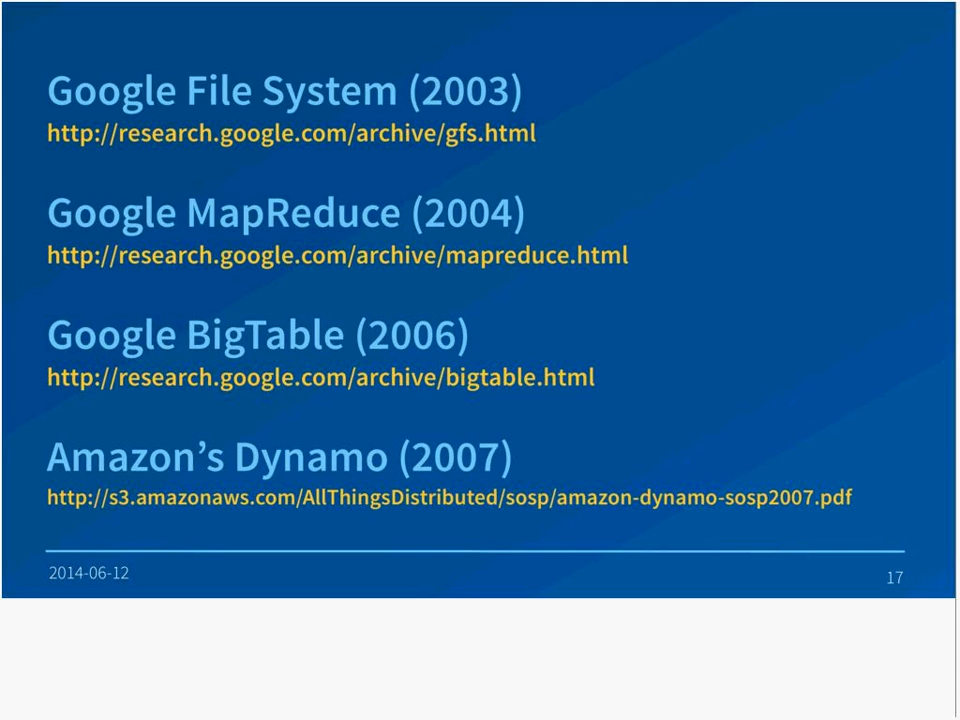 Google File System (2003)
http://research.google.com/archive/gfs.html
Google MapReduce (2004)
http://research.google.com/archive/mapreduce.html
Google BigTable (2006)
http://research.google.com/archive/bigtable.html
Amazon’s Dynamo (2007)
http://s3.amazonaws.com/AllThingsDistributed/sosp/amazon-dynamo-sosp2007.pdf
2014-06-12
17